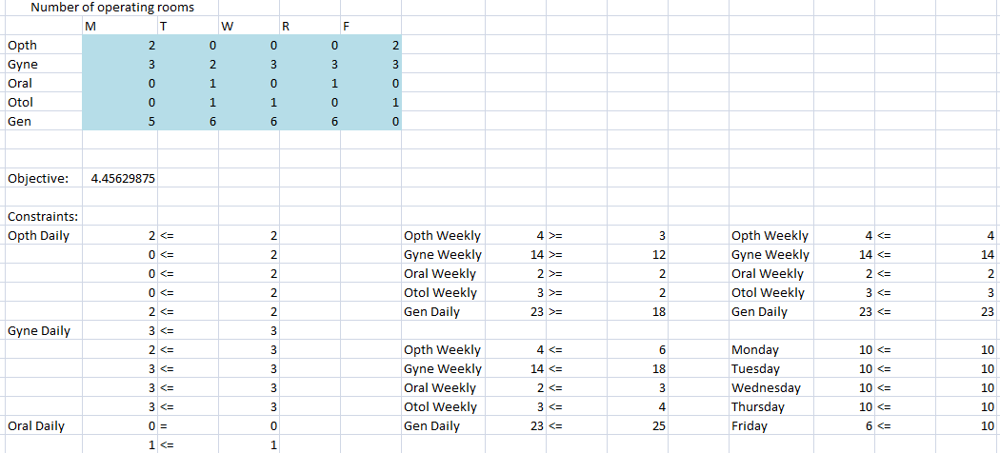 Number of operating rooms
M T W R F
Opth 2 0 0 0 2
Gyne 3 2 3 3 3
Oral 0 1 0 1 0
Otol 0 1 1 0 1
Gen 5 6 6 6 0
Objective: 4.45629875
Constraints:
Opth Daily 2 <= 2 Opth Weekly 4 >= 3 Opth Weekly 4 <= 4
0 <= 2 Gyne Weekly 14 >= 12 Gyne Weekly 14 <= 14
0 <= 2 Oral Weekly 2 >= 2 Oral Weekly 2 <= 2
0 <= 2 Otol Weekly 3 >= 2 Otol Weekly 3 <= 3
2 <= 2 Gen Daily 23 >= 18 Gen Daily 23 <= 23
Gyne Daily 3 <= 3
2 <= 3 Opth Weekly 4 <= 6 Monday 10 <= 10
3 <= 3 Gyne Weekly 14 <= 18 Tuesday 10 <= 10
3 <= 3 Oral Weekly 2 <= 3 Wednesday 10 <= 10
3 <= 3 Otol Weekly 3 <= 4 Thursday 10 <= 10
Oral Daily 0 = 0 Gen Daily 23 <= 25 Friday 6 <= 10
1 <= 1